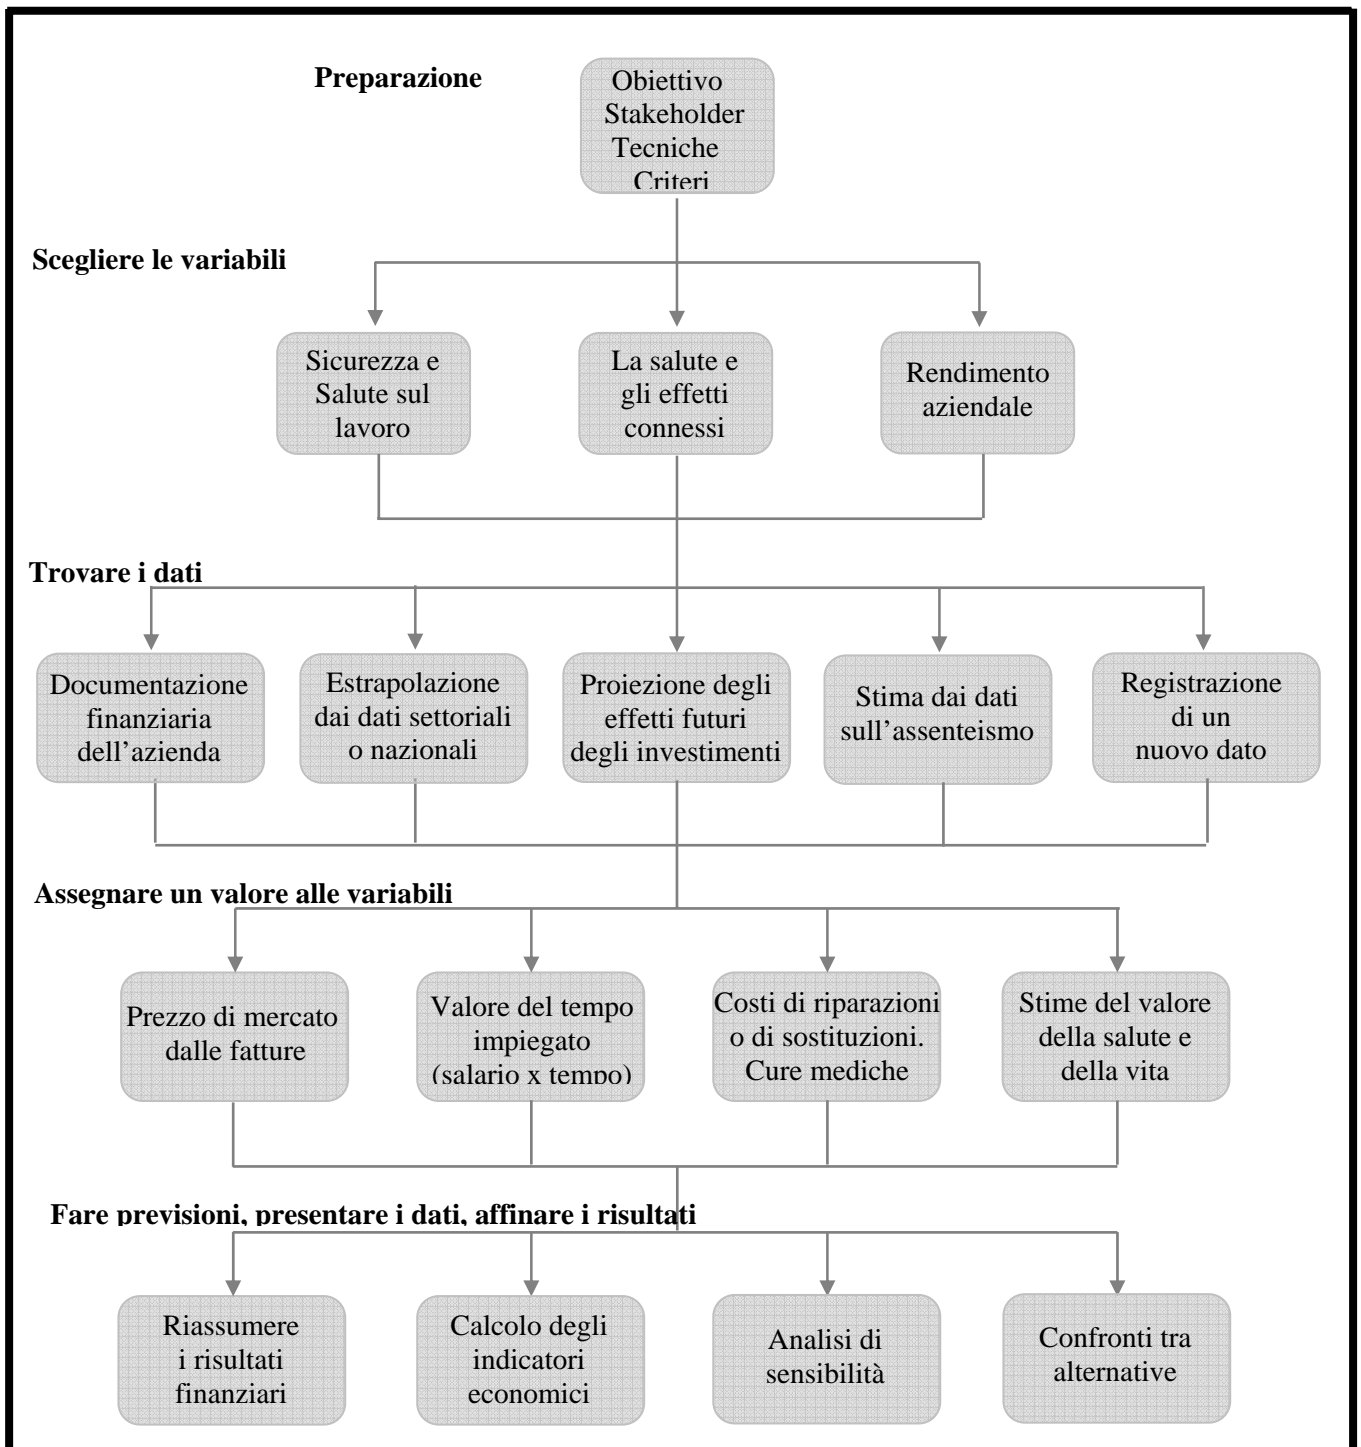 Preparazione
Obiettivo
Stakeholder
Tecniche
Criteri
Scegliere le variabili
Sicurezza e
Salute sul
lavoro
La salute e
gli effetti
connessi
Rendimento
aziendale
Trovare i dati
Documentazione
finanziaria
dell’azienda
Estrapolazione
dai dati settoriali
o nazionali
Proiezione degli
effetti futuri
degli investimenti
Stima dai dati
sull’assenteismo
Registrazione
di un
nuovo dato
Assegnare un valore alle variabili
Prezzo di mercato
dalle fatture
Valore del tempo
impiegato
(salario x tempo)
Costi di riparazioni
o di sostituzioni.
Cure mediche
Stime del valore
della salute e
della vita
Fare previsioni, presentare i dati, affinare i risultati
Riassumere
i risultati
finanziari
Calcolo degli
indicatori
economici
Analisi di
sensibilità
Confronti tra
alternative